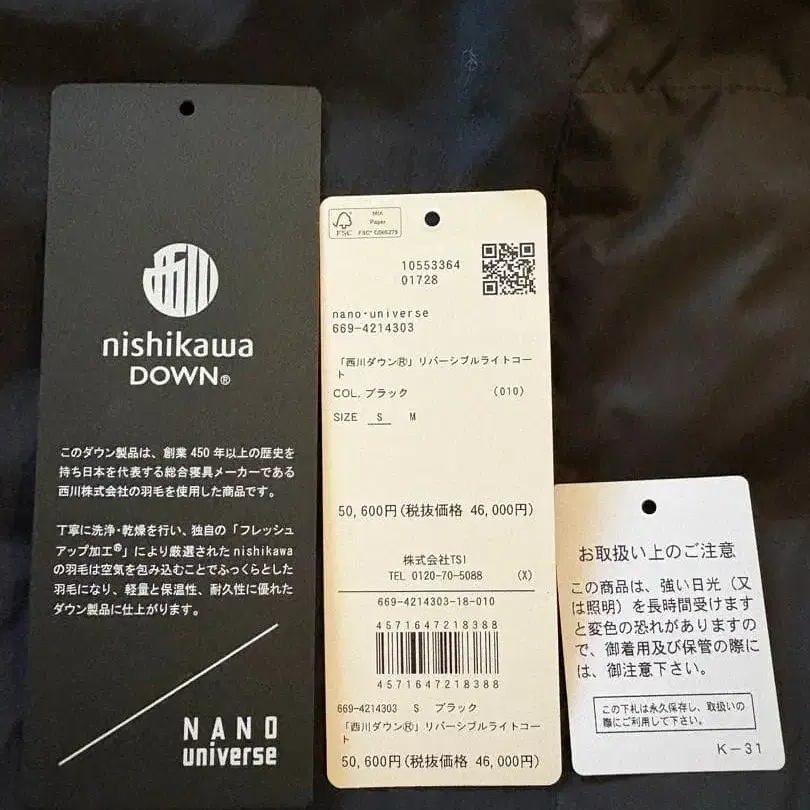 西川
nishikawa
DOWN®
このダウン製品は、創業450年以上の歴史を
持ち日本を代表する総合寝具メーカーである
西川株式会社の羽毛を使用した商品です。
丁寧に洗浄・乾燥を行い、独自の「フレッシュ
アップ加工®」により厳選されたnishikawa
の羽毛は空気を包み込むことでふっくらとした
羽毛になり、軽量と保温性、耐久性に優れた
ダウン製品に仕上がります。
NANO
universe
MIX
Paper
FSC
10553364
01728
nano・universe
669-4214303
「西川ダウン®」リバーシブルライトコー
ト
COL. ブラック (010)
SIZE S M
50,600円(税抜価格 46,000円)
株式会社TSI
TEL 0120-70-5088 (X)
669-4214303-18-010
4571647218388
4571647218388
669-4214303 S ブラック
「西川ダウン®」リバーシブルライトコー
ト
50,600円(税抜価格 46,000円)
お取扱い上のご注意
この商品は、強い日光（又
は照明）を長時間受けます
と変色の恐れがありますの
で、御着用及び保管の際に
は、御注意下さい。
この下札は永久保存し、取扱いの
際にご利用して下さい。
K-31